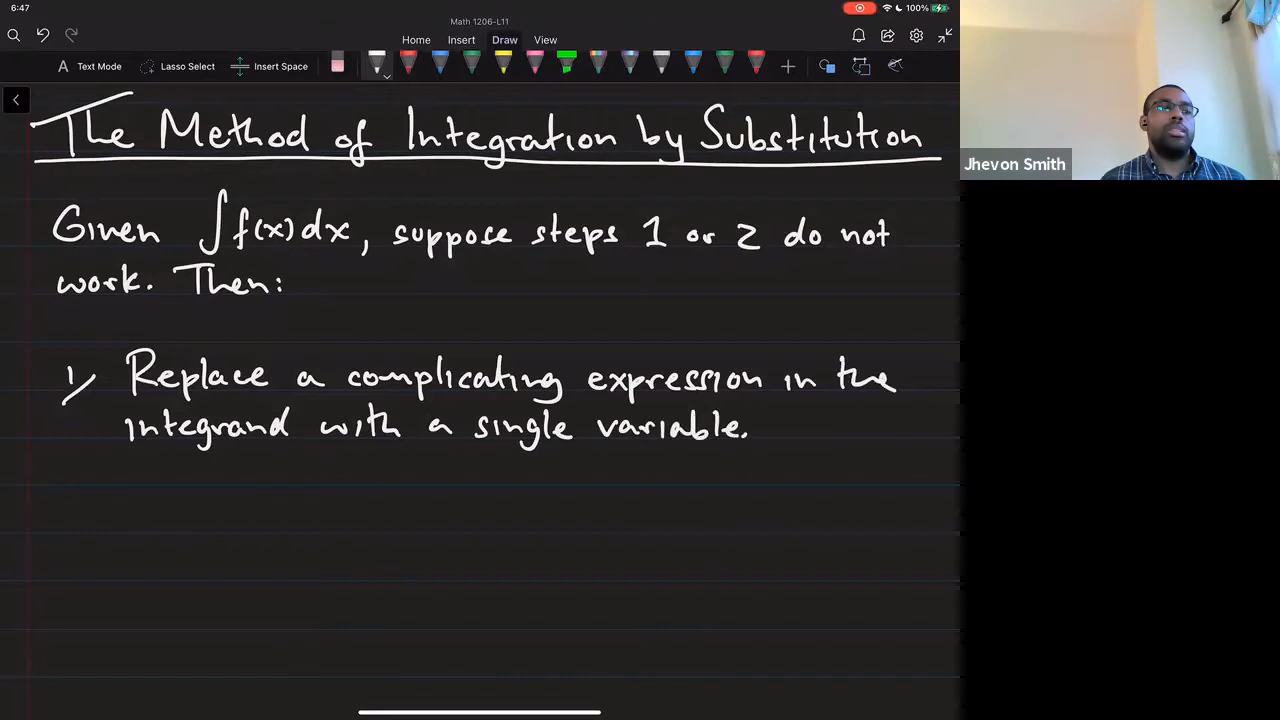 6:47
100%
Math 1206-L11
Home Insert Draw View
Text Mode Lasso Select Insert Space
The Method of Integration by Substitution
Given ∫f(x)dx, suppose steps 1 or 2 do not
work. Then:
1/ Replace a complicating expression in the
integrand with a single variable.
Jhevon Smith